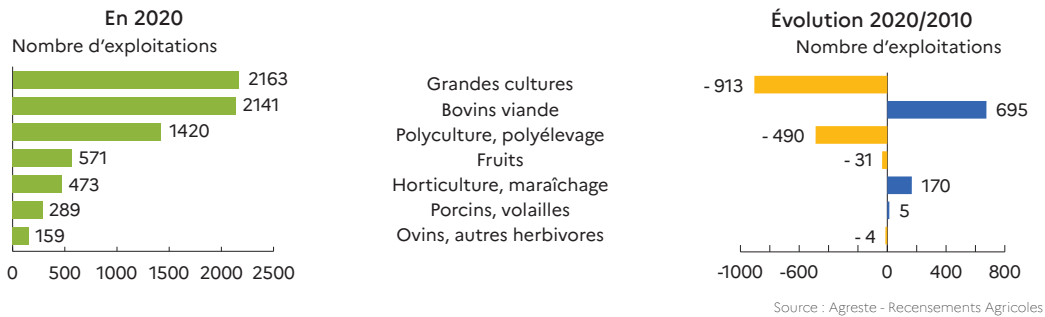 En 2020
Nombre d'exploitations
2163
2141
1420
571
473
289
159
0 500 1000 1500 2000 2500
Grandes cultures
Bovins viande
Polyculture, polyélevage
Fruits
Horticulture, maraîchage
Porcins, volailles
Ovins, autres herbivores
Évolution 2020/2010
Nombre d'exploitations
- 913
695
- 490
- 31
170
5
- 4
-1000 -600 0 400 800
Source : Agreste - Recensements Agricoles